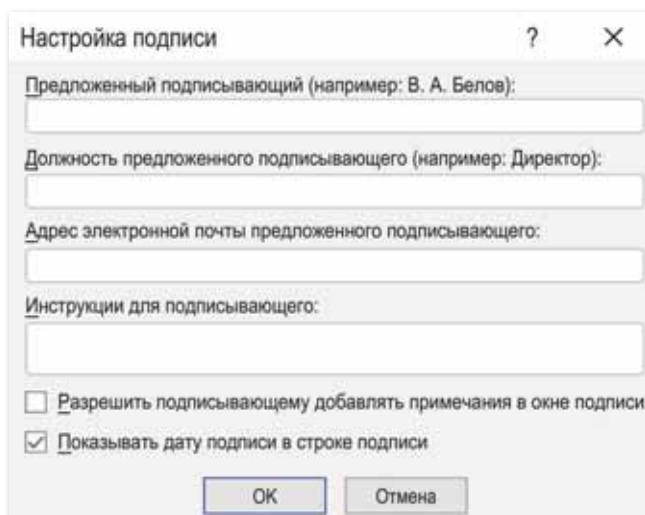 Настройка подписи ? ×
Предложенный подписывающий (например: В. А. Белов):
Должность предложенного подписывающего (например: Директор):
Адрес электронной почты предложенного подписывающего:
Инструкции для подписывающего:
Разрешить подписывающему добавлять примечания в окне подписи
Показывать дату подписи в строке подписи
OK Отмена